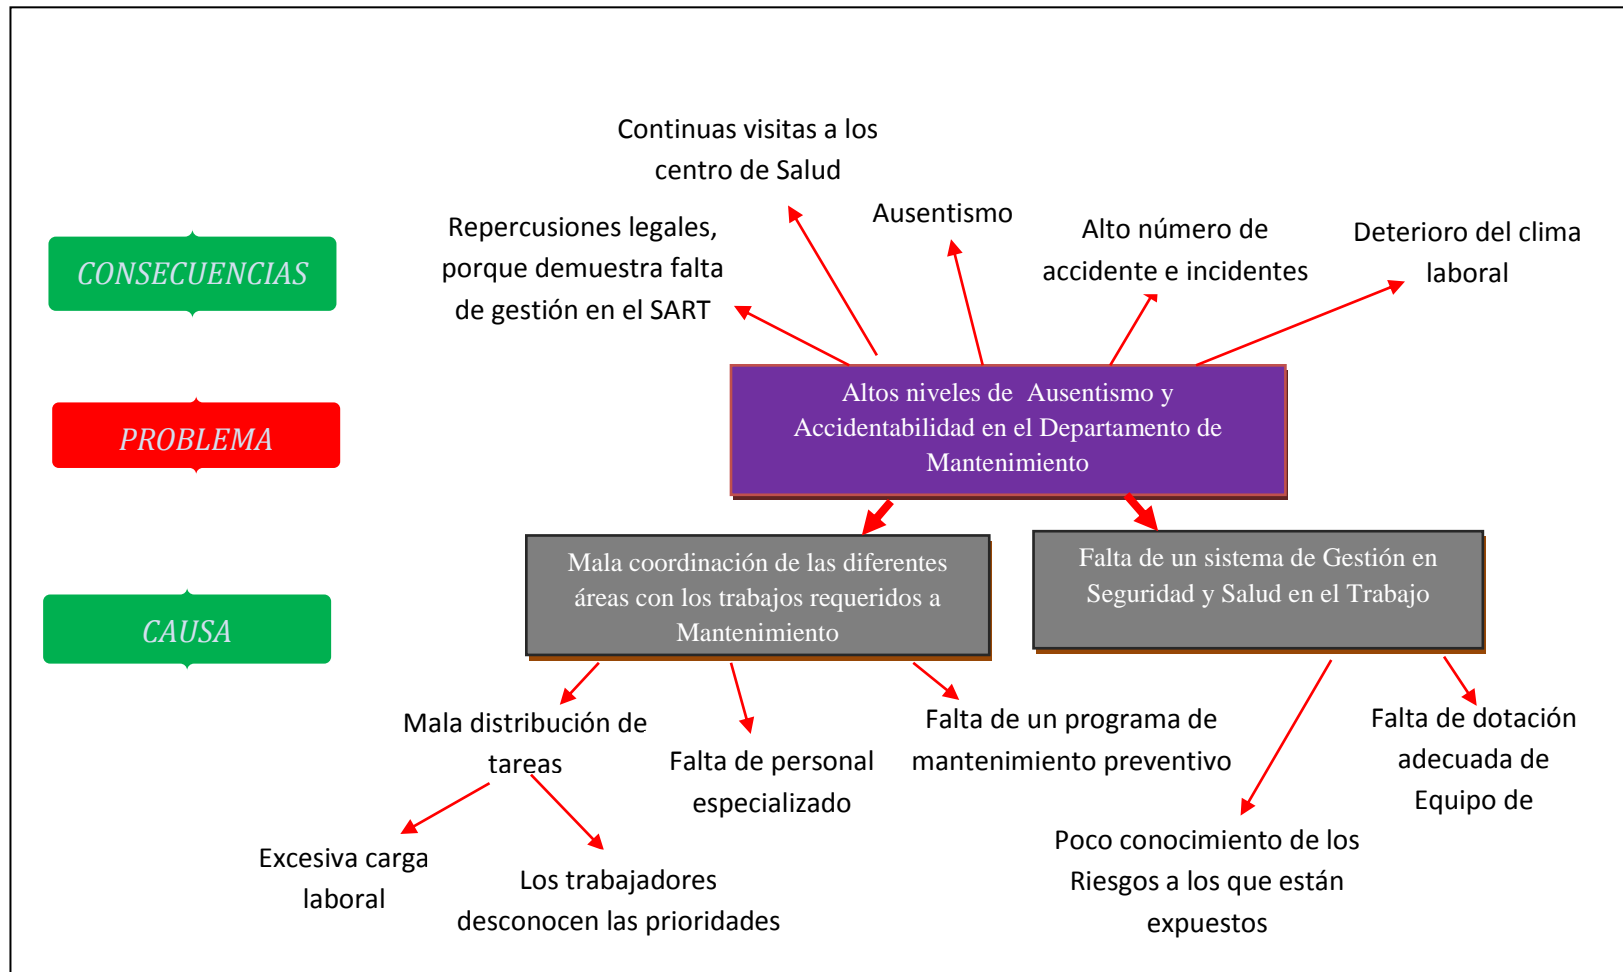 Continuas visitas a los
centro de Salud
Ausentismo
Repercusiones legales,
porque demuestra falta
de gestión en el SART
Alto número de
accidente e incidentes
Deterioro del clima
laboral
CONSECUENCIAS
Altos niveles de Ausentismo y
Accidentabilidad en el Departamento de
Mantenimiento
PROBLEMA
Mala coordinación de las diferentes
áreas con los trabajos requeridos a
Mantenimiento
Falta de un sistema de Gestión en
Seguridad y Salud en el Trabajo
CAUSA
Mala distribución de
tareas
Falta de personal
especializado
Falta de un programa de
mantenimiento preventivo
Falta de dotación
adecuada de
Equipo de
Excesiva carga
laboral
Los trabajadores
desconocen las prioridades
Poco conocimiento de los
Riesgos a los que están
expuestos